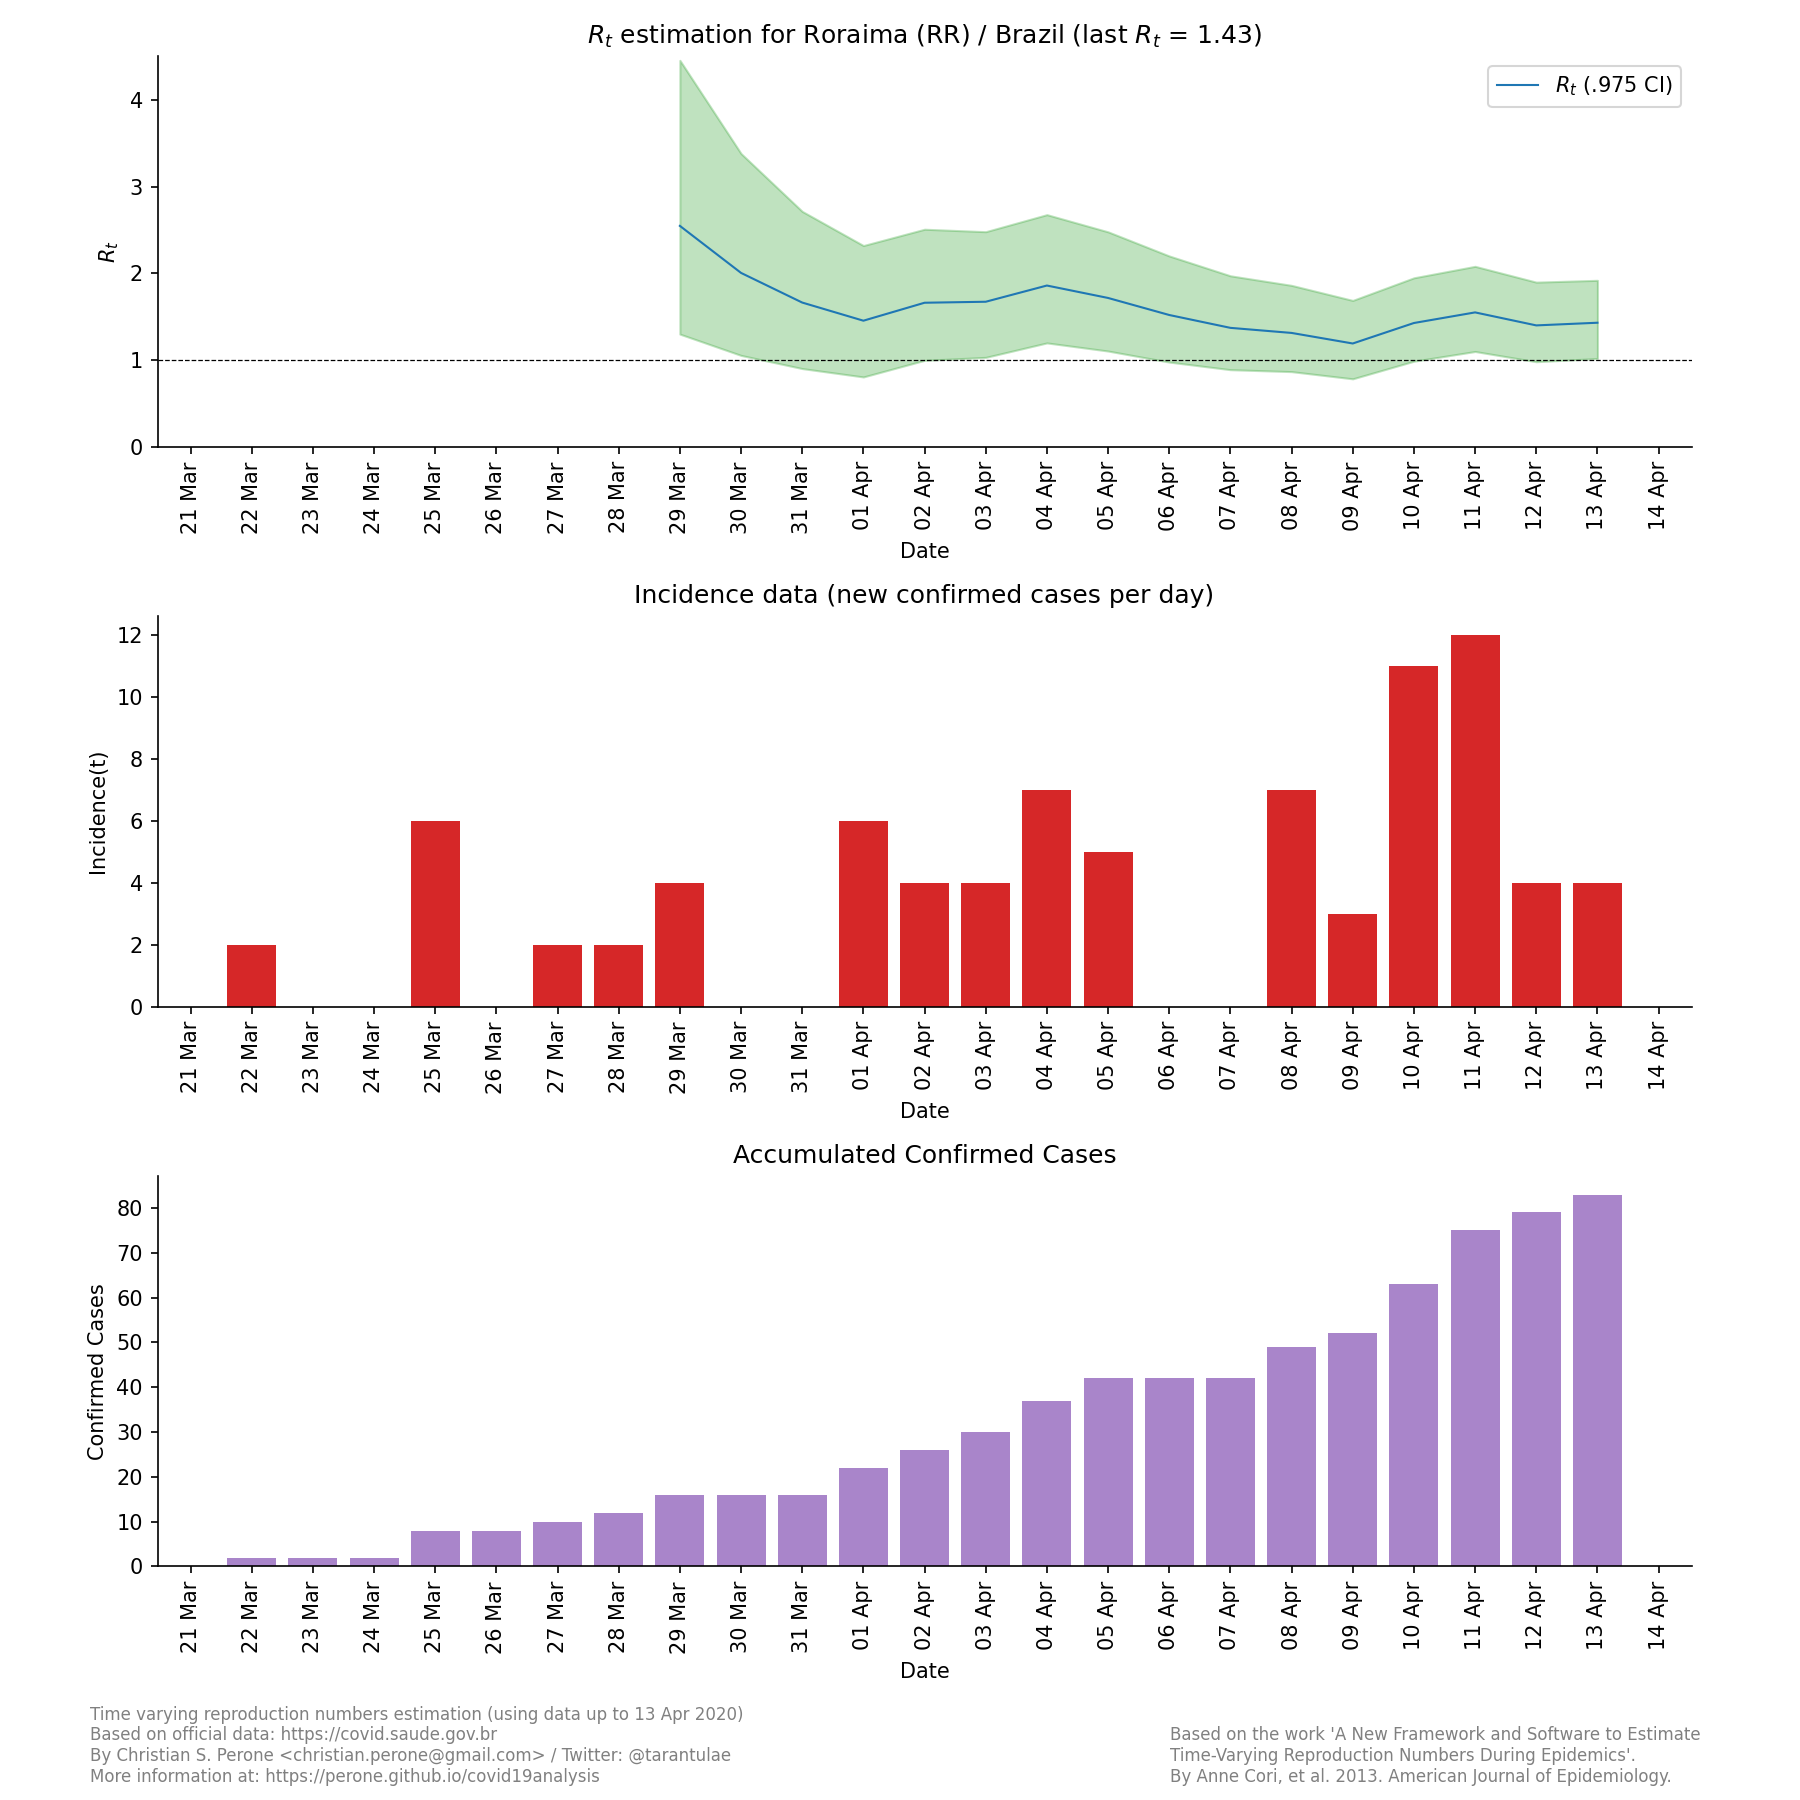 R_t estimation for Roraima (RR) / Brazil (last R_t = 1.43)
R_t (.975 CI)
R_t
4
3
2
1
0
21 Mar 22 Mar 23 Mar 24 Mar 25 Mar 26 Mar 27 Mar 28 Mar 29 Mar 30 Mar 31 Mar 01 Apr 02 Apr 03 Apr 04 Apr 05 Apr 06 Apr 07 Apr 08 Apr 09 Apr 10 Apr 11 Apr 12 Apr 13 Apr 14 Apr
Date
Incidence data (new confirmed cases per day)
Incidence(t)
12
10
8
6
4
2
0
21 Mar 22 Mar 23 Mar 24 Mar 25 Mar 26 Mar 27 Mar 28 Mar 29 Mar 30 Mar 31 Mar 01 Apr 02 Apr 03 Apr 04 Apr 05 Apr 06 Apr 07 Apr 08 Apr 09 Apr 10 Apr 11 Apr 12 Apr 13 Apr 14 Apr
Date
Accumulated Confirmed Cases
Confirmed Cases
80
70
60
50
40
30
20
10
0
21 Mar 22 Mar 23 Mar 24 Mar 25 Mar 26 Mar 27 Mar 28 Mar 29 Mar 30 Mar 31 Mar 01 Apr 02 Apr 03 Apr 04 Apr 05 Apr 06 Apr 07 Apr 08 Apr 09 Apr 10 Apr 11 Apr 12 Apr 13 Apr 14 Apr
Date
Time varying reproduction numbers estimation (using data up to 13 Apr 2020)
Based on official data: https://covid.saude.gov.br
By Christian S. Perone <christian.perone@gmail.com> / Twitter: @tarantulae
More information at: https://perone.github.io/covid19analysis
Based on the work 'A New Framework and Software to Estimate
Time-Varying Reproduction Numbers During Epidemics'.
By Anne Cori, et al. 2013. American Journal of Epidemiology.